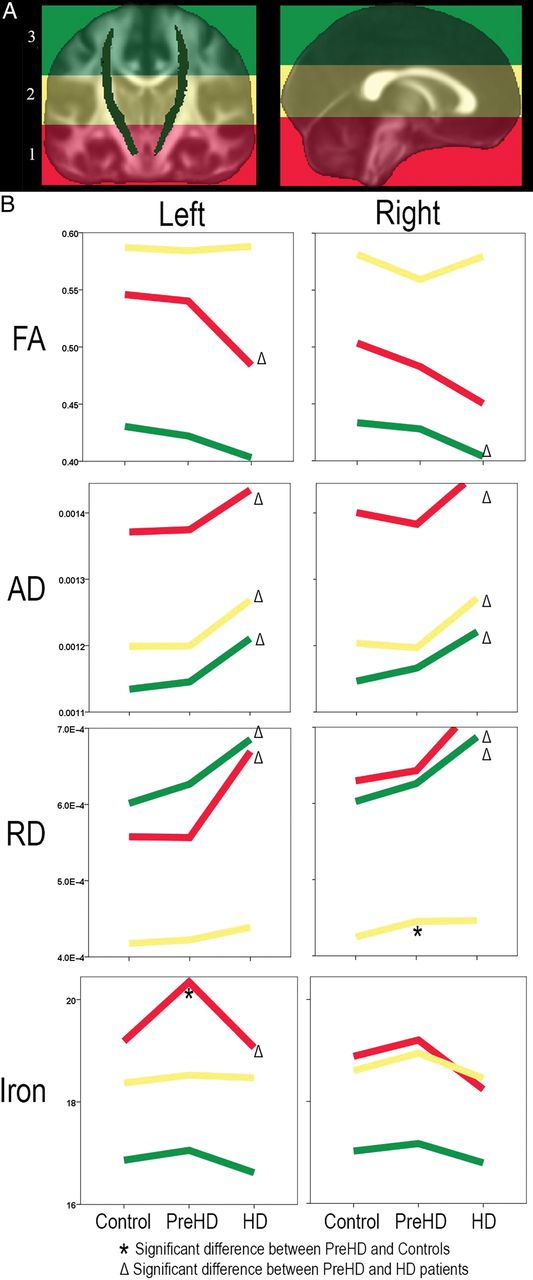 A
3
2
1
B
Left Right
FA
0.60
0.55
0.50
0.45
0.40
Δ
Δ
AD
0.0014
0.0013
0.0012
0.0011
Δ Δ
Δ Δ
Δ Δ
RD
7.0E-4
6.0E-4
5.0E-4
4.0E-4
Δ Δ
Δ Δ
*
Iron
20
18
16
*
Δ
Control PreHD HD Control PreHD HD
* Significant difference between PreHD and Controls
Δ Significant difference between PreHD and HD patients